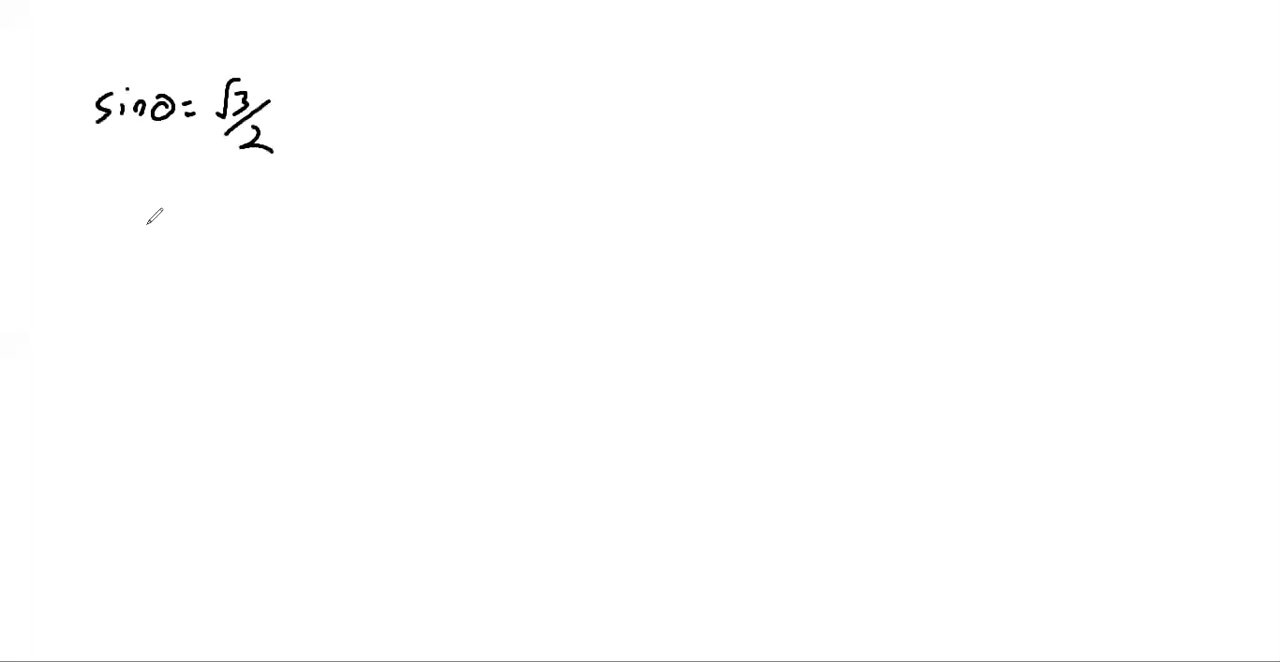 sinθ = √3/2